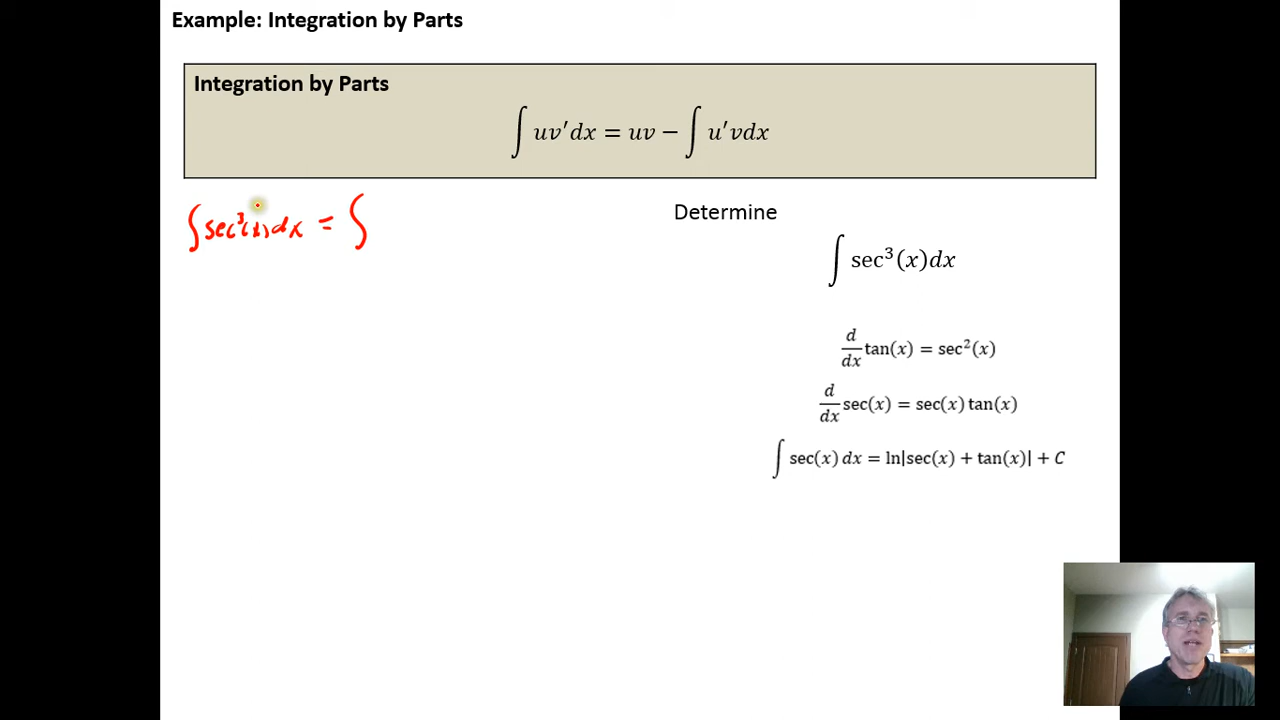 Example: Integration by Parts
Integration by Parts
∫ uv′dx = uv − ∫ u′vdx
∫sec³(x)dx = ∫
Determine
∫ sec³(x)dx
d/dx tan(x) = sec²(x)
d/dx sec(x) = sec(x) tan(x)
∫ sec(x) dx = ln|sec(x) + tan(x)| + C